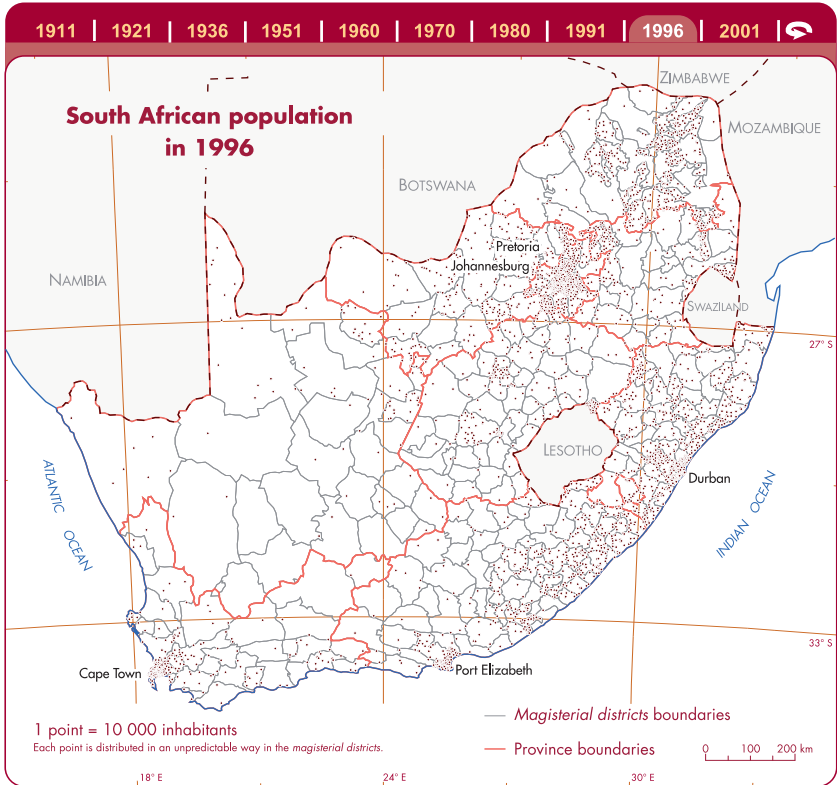 1911 | 1921 | 1936 | 1951 | 1960 | 1970 | 1980 | 1991 | 1996 | 2001 |
South African population
in 1996
ZIMBABWE
MOZAMBIQUE
BOTSWANA
NAMIBIA
Pretoria
Johannesburg
SWAZILAND
27° S
LESOTHO
Durban
ATLANTIC OCEAN
INDIAN OCEAN
33° S
Cape Town
Port Elizabeth
1 point = 10 000 inhabitants
Each point is distributed in an unpredictable way in the magisterial districts.
Magisterial districts boundaries
Province boundaries
0 100 200 km
18° E
24° E
30° E